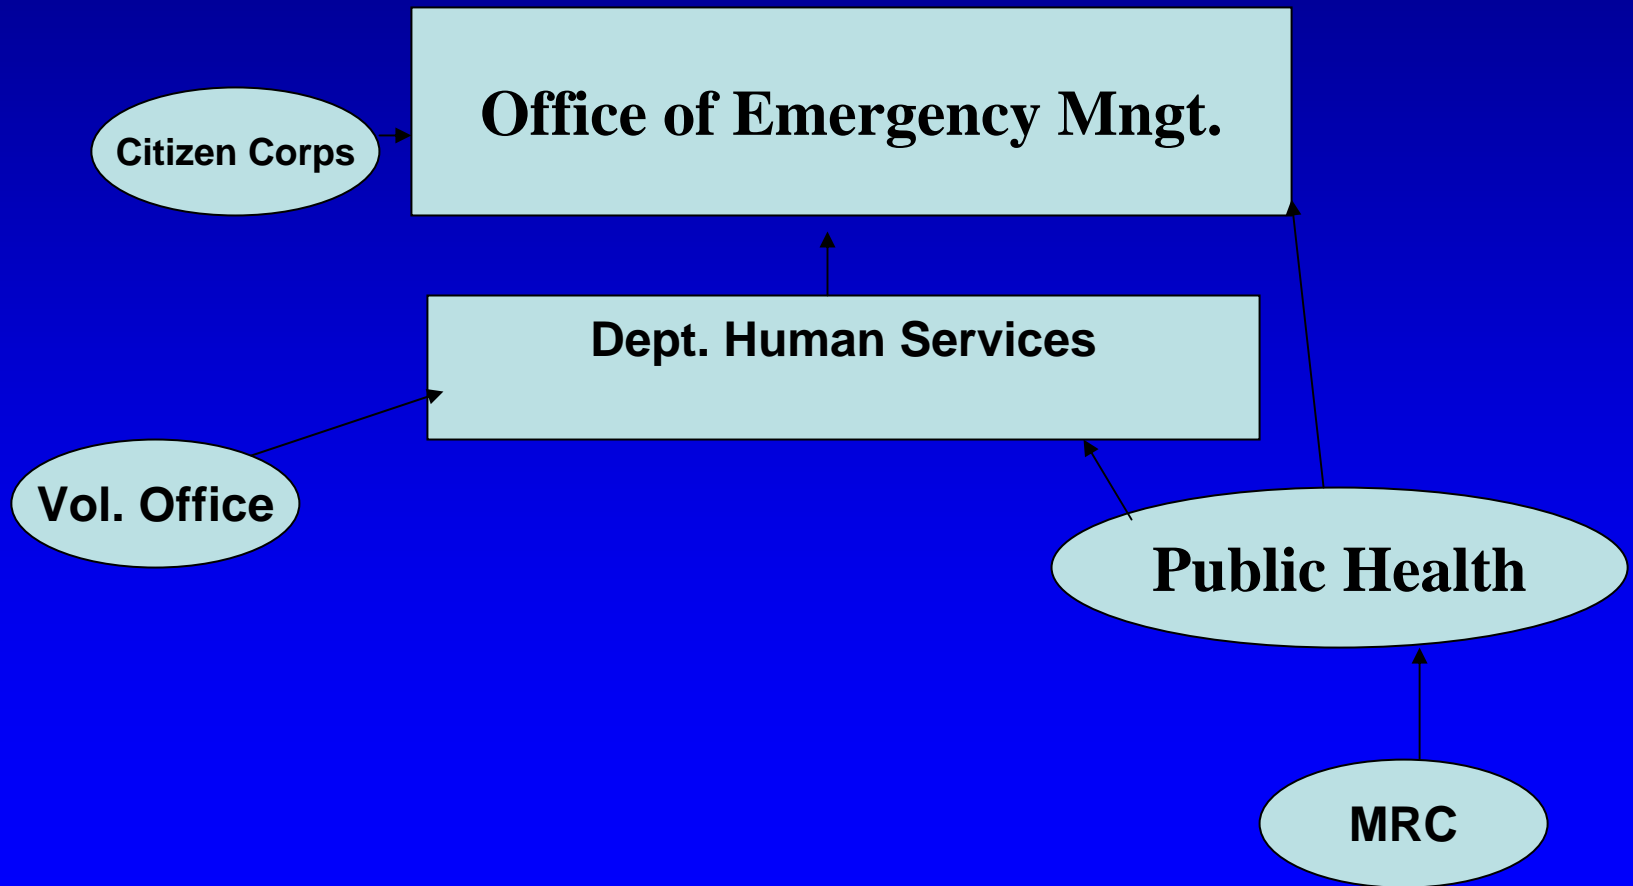 Office of Emergency Mngt.
Citizen Corps
Dept. Human Services
Vol. Office
Public Health
MRC